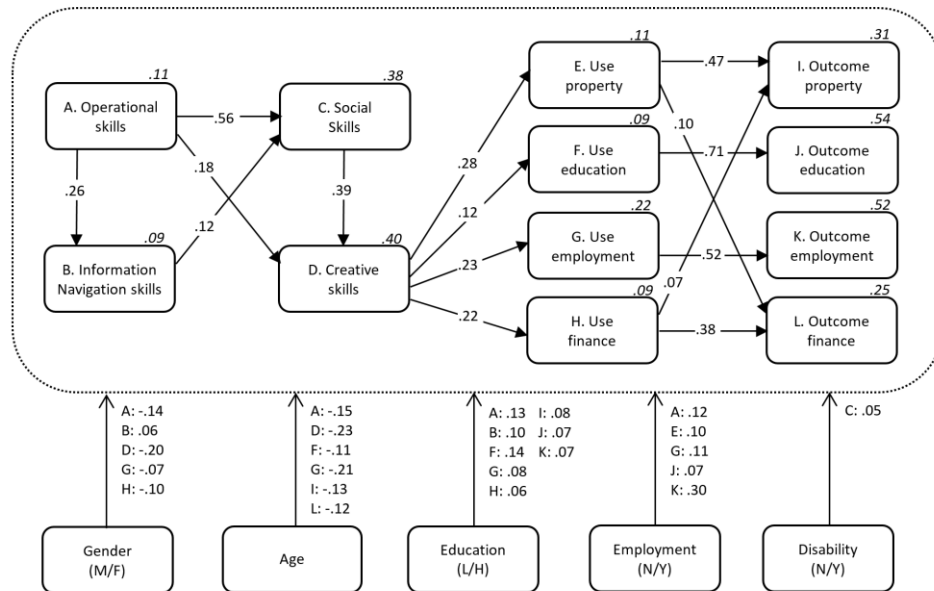 .11
.31
.11
.38
A. Operational
skills
.56
C. Social
Skills
E. Use
property
.47
I. Outcome
property
.10
.09
.54
.28
.18
F. Use
education
.71
J. Outcome
education
.26
.39
.12
.12
.22
.52
.09
.40
B. Information
Navigation skills
D. Creative
skills
.23
G. Use
employment
.52
K. Outcome
employment
.09
.07
.25
.22
H. Use
finance
.38
L. Outcome
finance
A: -.14
B: .06
D: -.20
G: -.07
H: -.10
A: -.15
D: -.23
F: -.11
G: -.21
I: -.13
L: -.12
A: .13 I: .08
B: .10 J: .07
F: .14 K: .07
G: .08
H: .06
A: .12
E: .10
G: .11
J: .07
K: .30
C: .05
Gender
(M/F)
Age
Education
(L/H)
Employment
(N/Y)
Disability
(N/Y)